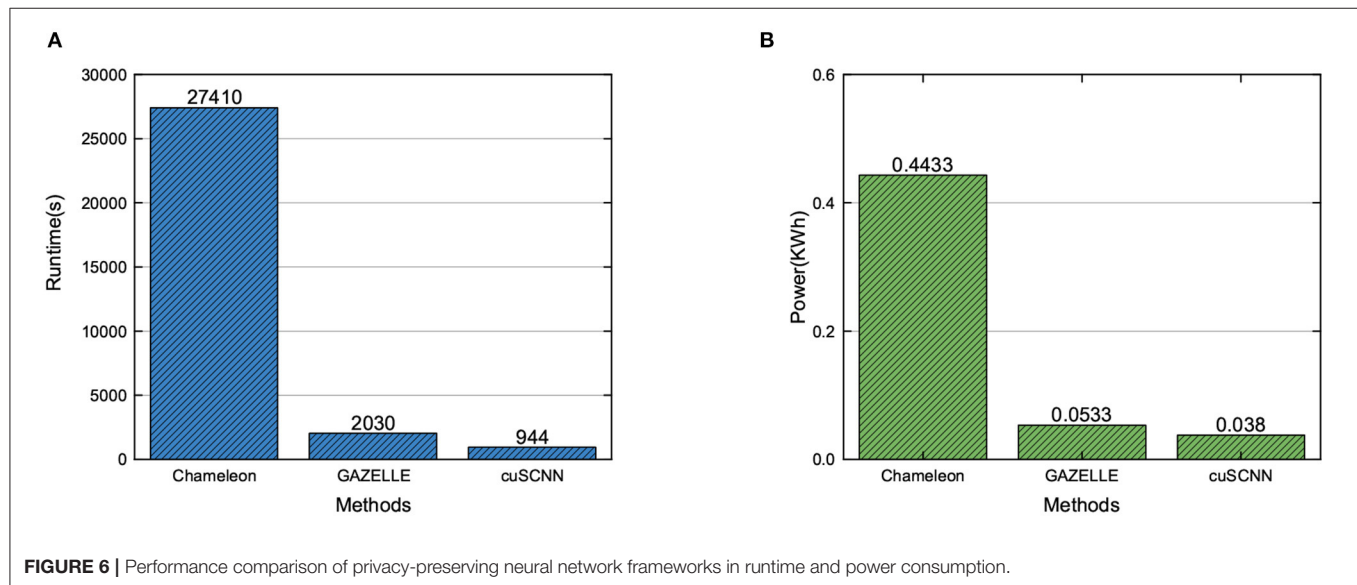 A
B
30000
25000
20000
15000
10000
5000
0
Runtime(s)
27410
2030
944
Chameleon GAZELLE cuSCNN
Methods
0.6
0.4
0.2
0.0
Power(KWh)
0.4433
0.0533
0.038
Chameleon GAZELLE cuSCNN
Methods
FIGURE 6 | Performance comparison of privacy-preserving neural network frameworks in runtime and power consumption.